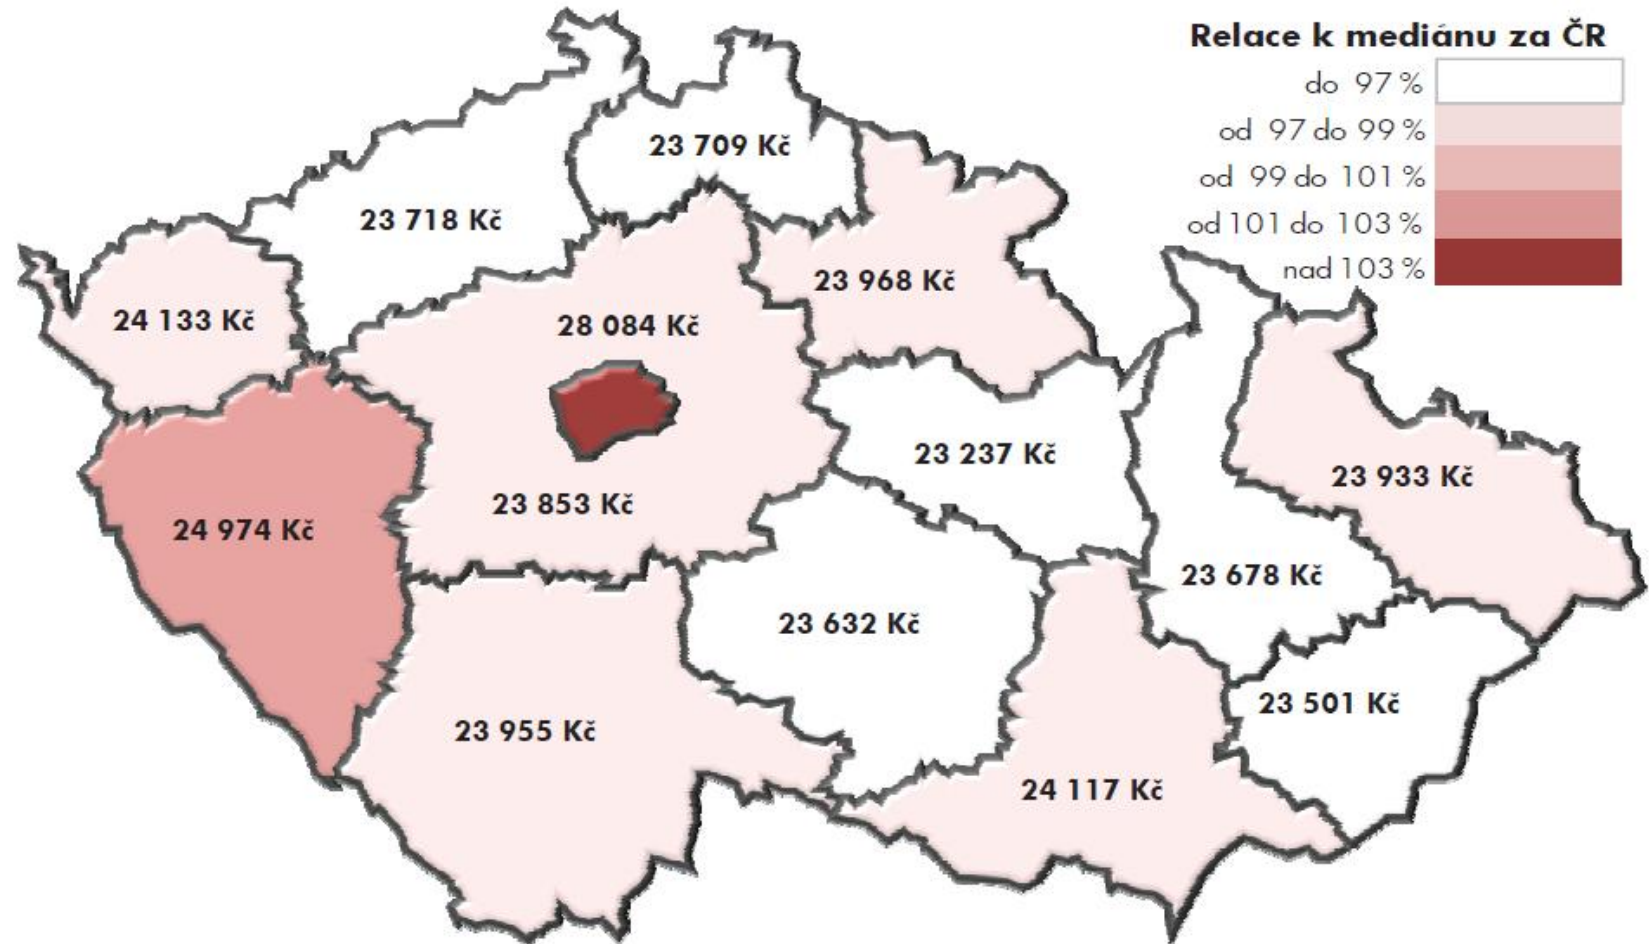 Relace k mediánu za ČR
do 97 %
od 97 do 99 %
od 99 do 101 %
od 101 do 103 %
nad 103 %
23 709 Kč
23 718 Kč
23 968 Kč
24 133 Kč
28 084 Kč
23 237 Kč
23 933 Kč
23 853 Kč
24 974 Kč
23 678 Kč
23 632 Kč
23 501 Kč
23 955 Kč
24 117 Kč